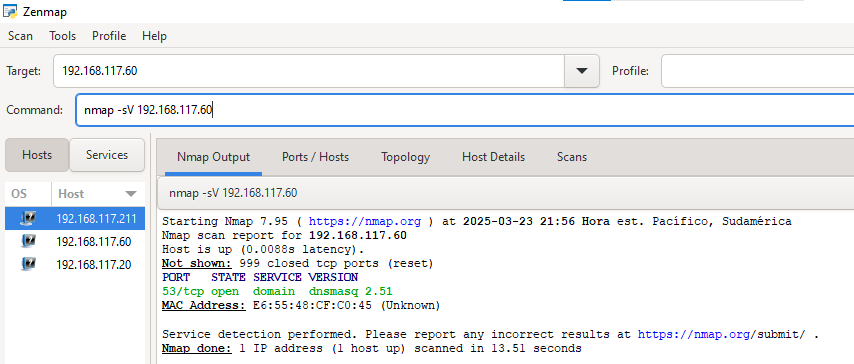 Zenmap
Scan Tools Profile Help
Target: 192.168.117.60 Profile:
Command: nmap -sV 192.168.117.60
Hosts Services
Nmap Output Ports / Hosts Topology Host Details Scans
OS Host
nmap -sV 192.168.117.60
192.168.117.211
192.168.117.60
192.168.117.20
Starting Nmap 7.95 ( https://nmap.org ) at 2025-03-23 21:56 Hora est. Pacífico, Sudamérica
Nmap scan report for 192.168.117.60
Host is up (0.0088s latency).
Not shown: 999 closed tcp ports (reset)
PORT STATE SERVICE VERSION
53/tcp open domain dnsmasq 2.51
MAC Address: E6:55:48:CF:C0:45 (Unknown)
Service detection performed. Please report any incorrect results at https://nmap.org/submit/ .
Nmap done: 1 IP address (1 host up) scanned in 13.51 seconds